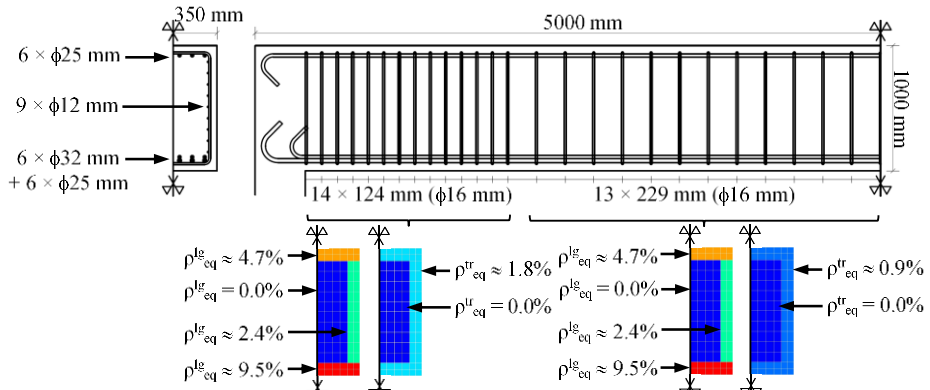 350 mm
5000 mm
6 × ϕ25 mm
9 × ϕ12 mm
6 × ϕ32 mm
+ 6 × ϕ25 mm
1000 mm
14 × 124 mm (ϕ16 mm)
13 × 229 mm (ϕ16 mm)
ρ^lg_eq ≈ 4.7%
ρ^lg_eq = 0.0%
ρ^lg_eq ≈ 2.4%
ρ^lg_eq ≈ 9.5%
ρ^tr_eq ≈ 1.8%
ρ^tr_eq = 0.0%
ρ^lg_eq ≈ 4.7%
ρ^lg_eq = 0.0%
ρ^lg_eq ≈ 2.4%
ρ^lg_eq ≈ 9.5%
ρ^tr_eq ≈ 0.9%
ρ^tr_eq = 0.0%